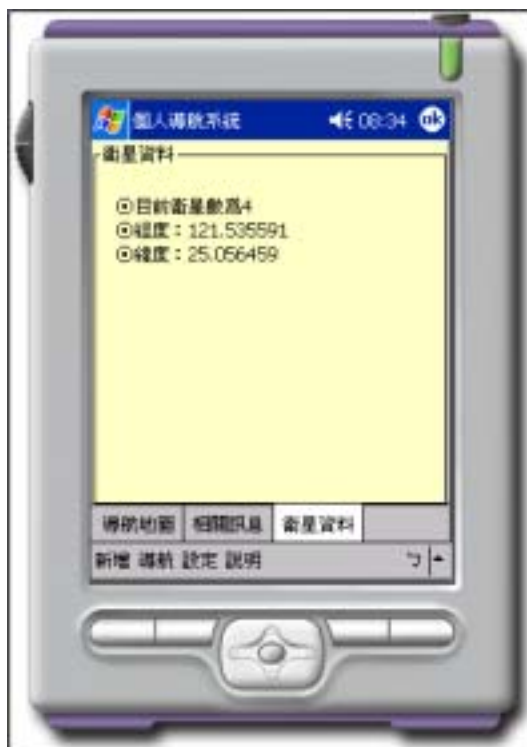 個人導航系統 08:34 ok
衛星資料
⊙目前衛星數爲4
⊙經度：121.535591
⊙緯度：25.056459
導航地圖 相關訊息 衛星資料
新增 導航 設定 說明 ㄅ